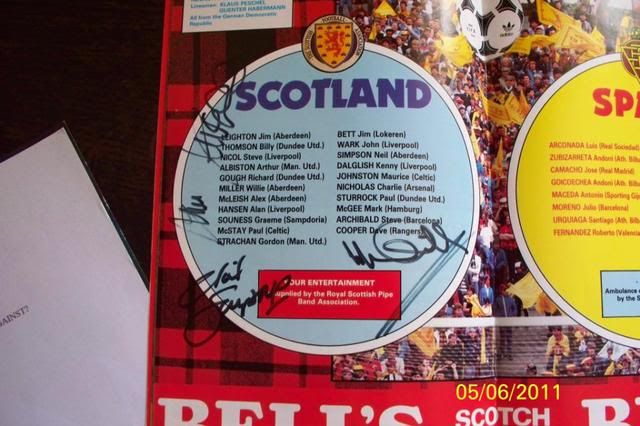 Linesmen: KLAUS PESCHEL
GUENTER HABERMANN
All from the German Democratic
Republic
SCOTLAND
LEIGHTON Jim (Aberdeen)
THOMSON Billy (Dundee Utd.)
NICOL Steve (Liverpool)
ALBISTON Arthur (Man. Utd.)
GOUGH Richard (Dundee Utd.)
MILLER Willie (Aberdeen)
McLEISH Alex (Aberdeen)
HANSEN Alan (Liverpool)
SOUNESS Graeme (Sampdoria)
McSTAY Paul (Celtic)
STRACHAN Gordon (Man. Utd.)
BETT Jim (Lokeren)
WARK John (Liverpool)
SIMPSON Neil (Aberdeen)
DALGLISH Kenny (Liverpool)
JOHNSTON Maurice (Celtic)
NICHOLAS Charlie (Arsenal)
STURROCK Paul (Dundee Utd.)
McGEE Mark (Hamburg)
ARCHIBALD Steve (Barcelona)
COOPER Dave (Rangers)
YOUR ENTERTAINMENT
supplied by the Royal Scottish Pipe
Band Association.
SPA
ARCONADA Luis (Real Sociedad)
ZUBIZARRETA Andoni (Ath. Bilb
CAMACHO Jose (Real Madrid)
GOICOECHEA Andoni (Ath. Bilb
MACEDA Antonio (Sporting Gij
MORENO Julio (Barcelona)
URQUIAGA Santiago (Ath. Bilb
FERNANDEZ Roberto (Valencia
Ambulance
by the S
AINST?
BELL'S
SCOTCH
05/06/2011